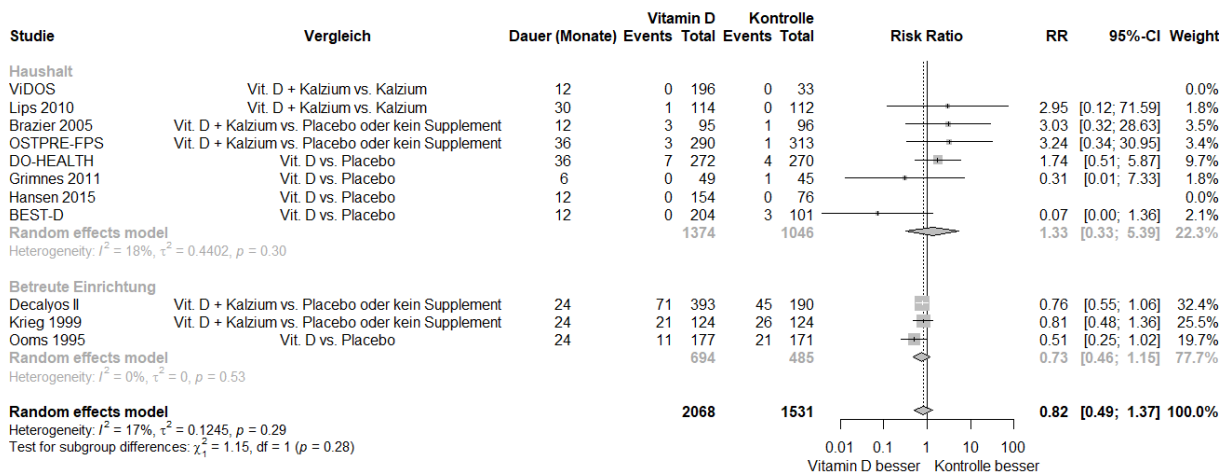 Vitamin D Kontrolle
Studie Vergleich Dauer (Monate) Events Total Events Total Risk Ratio RR 95%-CI Weight
Haushalt
ViDOS Vit. D + Kalzium vs. Kalzium 12 0 196 0 33 0.0%
Lips 2010 Vit. D + Kalzium vs. Kalzium 30 1 114 0 112 2.95 [0.12; 71.59] 1.8%
Brazier 2005 Vit. D + Kalzium vs. Placebo oder kein Supplement 12 3 95 1 96 3.03 [0.32; 28.63] 3.5%
OSTPRE-FPS Vit. D + Kalzium vs. Placebo oder kein Supplement 36 3 290 1 313 3.24 [0.34; 30.95] 3.4%
DO-HEALTH Vit. D vs. Placebo 36 7 272 4 270 1.74 [0.51; 5.87] 9.7%
Grimnes 2011 Vit. D vs. Placebo 6 0 49 1 45 0.31 [0.01; 7.33] 1.8%
Hansen 2015 Vit. D vs. Placebo 12 0 154 0 76 0.0%
BEST-D Vit. D vs. Placebo 12 0 204 3 101 0.07 [0.00; 1.36] 2.1%
Random effects model 1374 1046 1.33 [0.33; 5.39] 22.3%
Heterogeneity: I² = 18%, τ² = 0.4402, p = 0.30
Betreute Einrichtung
Decalyos II Vit. D + Kalzium vs. Placebo oder kein Supplement 24 71 393 45 190 0.76 [0.55; 1.06] 32.4%
Krieg 1999 Vit. D + Kalzium vs. Placebo oder kein Supplement 24 21 124 26 124 0.81 [0.48; 1.36] 25.5%
Ooms 1995 Vit. D vs. Placebo 24 11 177 21 171 0.51 [0.25; 1.02] 19.7%
Random effects model 694 485 0.73 [0.46; 1.15] 77.7%
Heterogeneity: I² = 0%, τ² = 0, p = 0.53
Random effects model 2068 1531 0.82 [0.49; 1.37] 100.0%
Heterogeneity: I² = 17%, τ² = 0.1245, p = 0.29
Test for subgroup differences: χ₁² = 1.15, df = 1 (p = 0.28)
0.01 0.1 1 10 100
Vitamin D besser Kontrolle besser